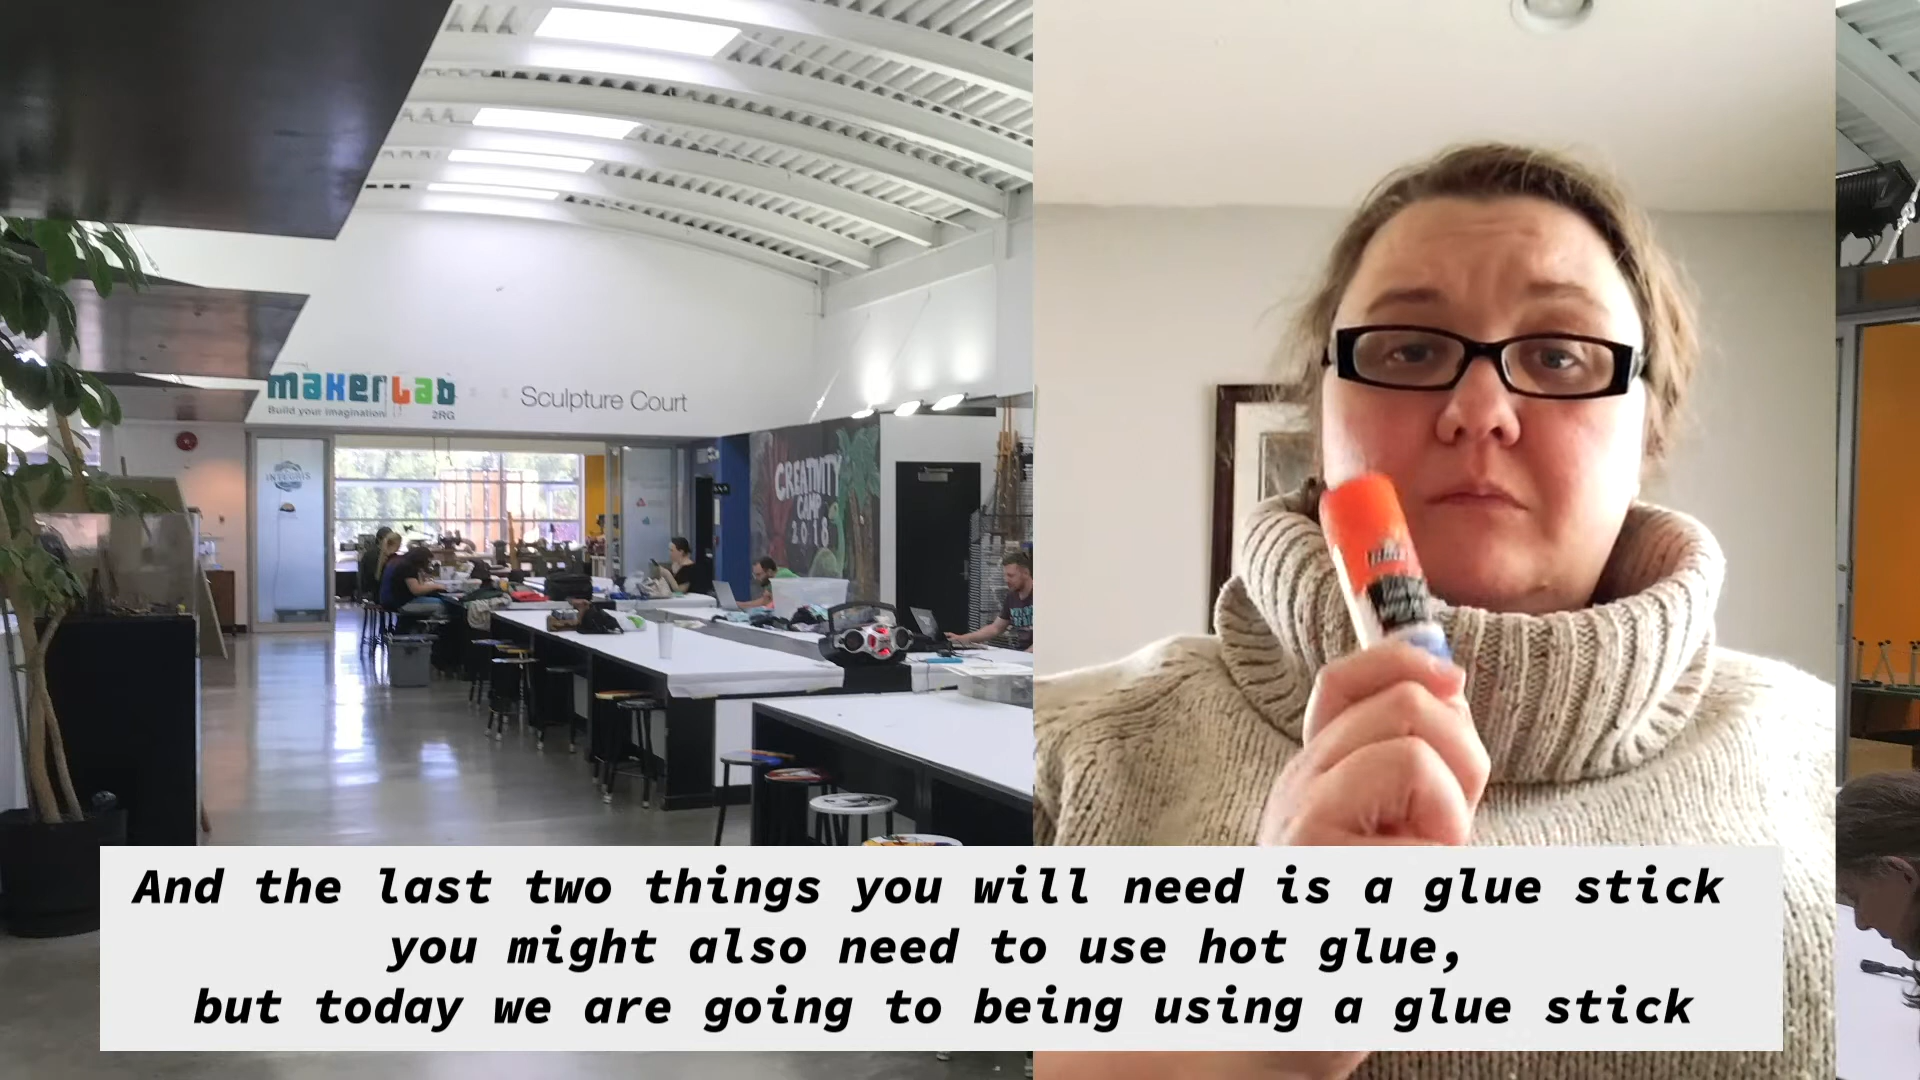 makerlab
Build your imagination
2RG
Sculpture Court
INTEGRIS
CREATIVITY
CAMP
2018
And the last two things you will need is a glue stick
you might also need to use hot glue,
but today we are going to being using a glue stick